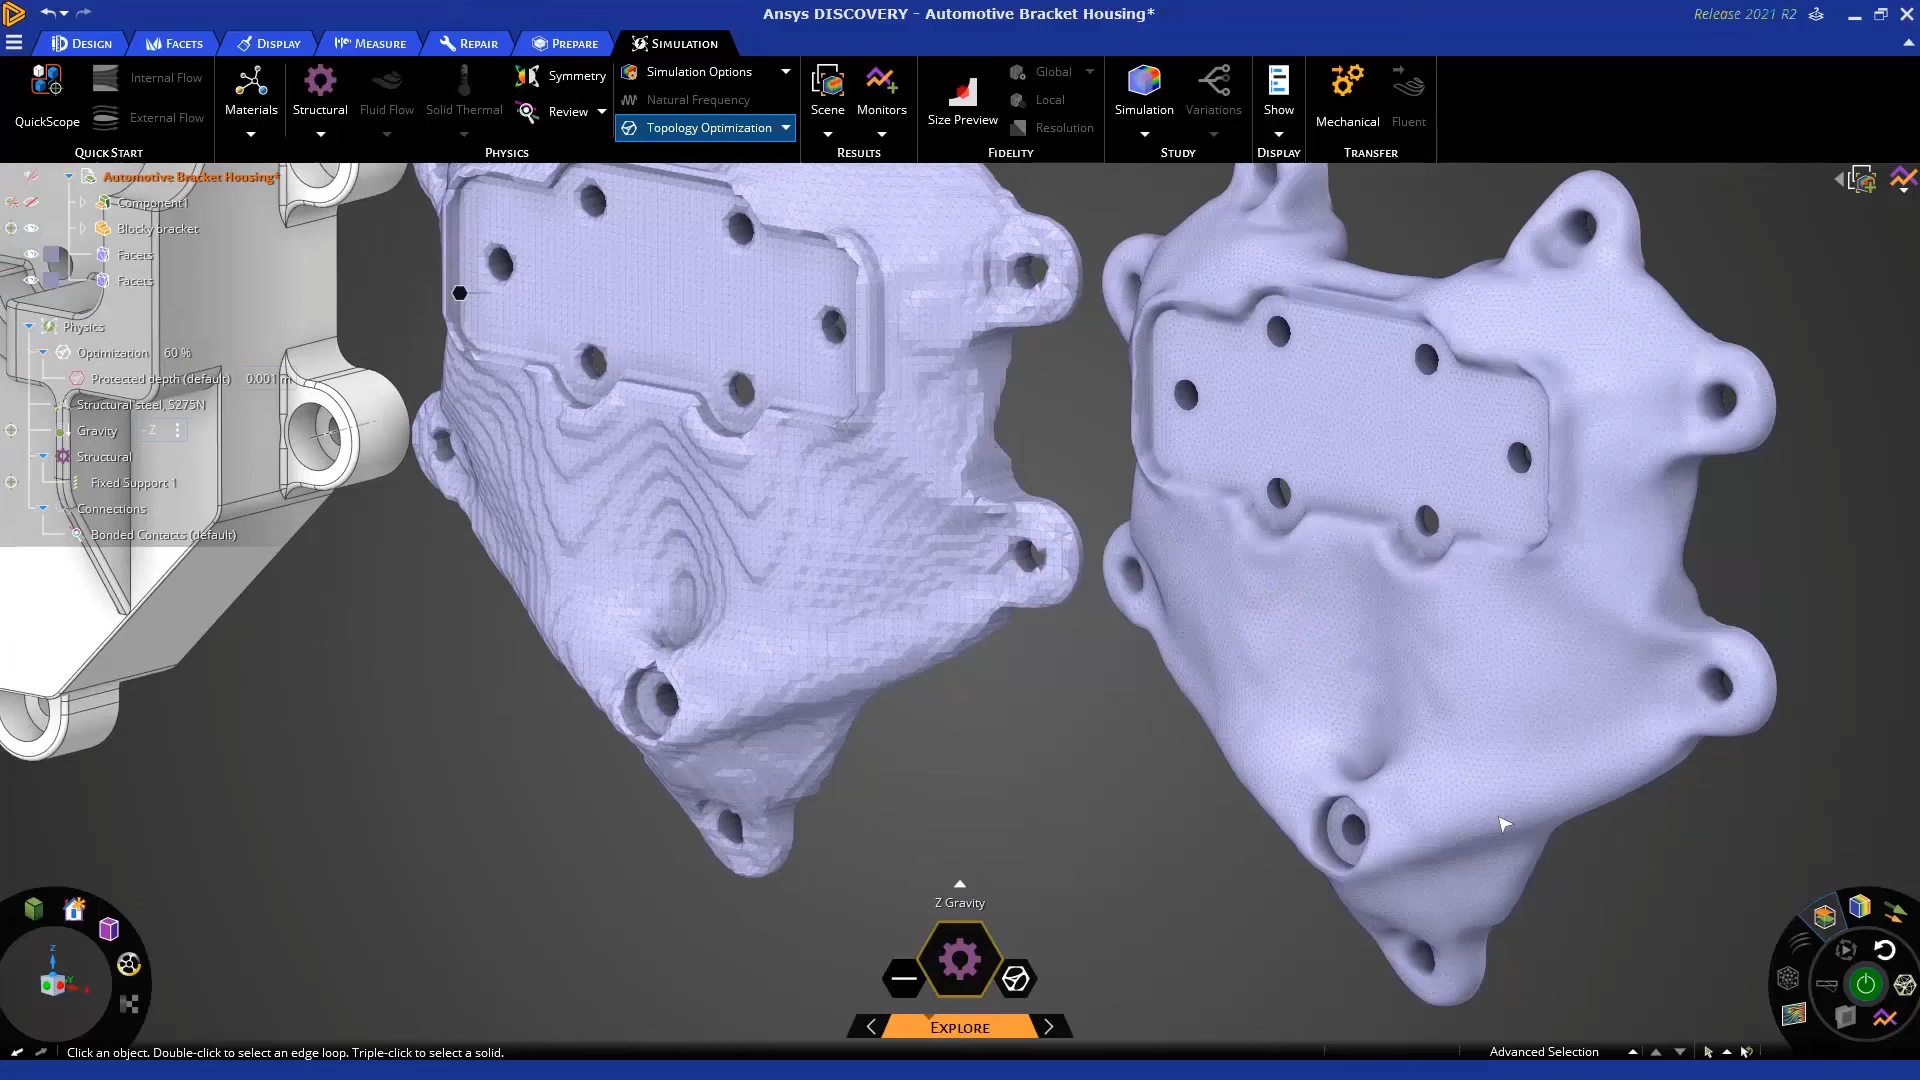 Ansys DISCOVERY - Automotive Bracket Housing*
Release 2021 R2
DESIGN
FACETS
DISPLAY
MEASURE
REPAIR
PREPARE
SIMULATION
QuickScope
Internal Flow
External Flow
QUICK START
Materials
Structural
Fluid Flow
Solid Thermal
Symmetry
Review
Simulation Options
Natural Frequency
Topology Optimization
PHYSICS
Scene
Monitors
RESULTS
Size Preview
Global
Local
Resolution
FIDELITY
Simulation
Variations
STUDY
Show
DISPLAY
Mechanical
Fluent
TRANSFER
Automotive Bracket Housing*
Component1
Blocky bracket
Facets
Facets
Physics
Optimization 60 %
Protected depth (default) 0.001 m
Structural steel, S275N
Gravity - Z
Structural
Fixed Support 1
Connections
Bonded Contacts (default)
Z Gravity
EXPLORE
Z
Y
X
Click an object. Double-click to select an edge loop. Triple-click to select a solid.
Advanced Selection